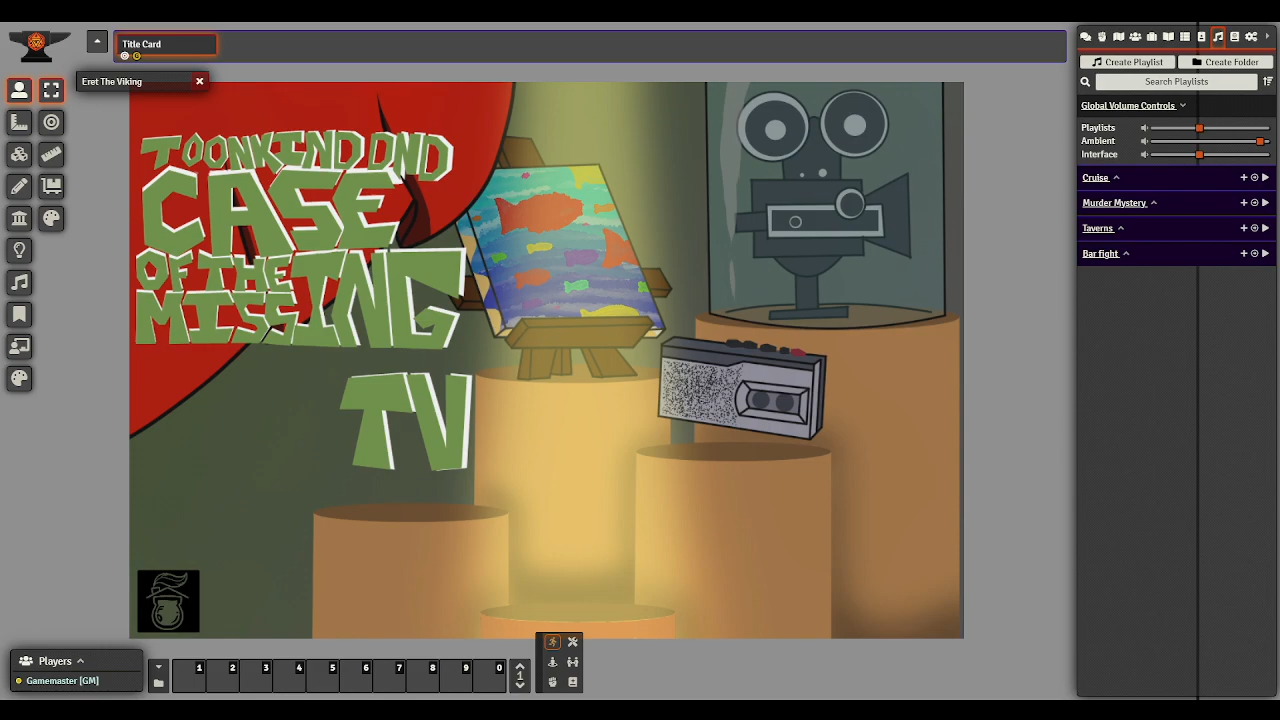 Title Card
G
Eret The Viking
TOONKIND DND
CASE
OF THE MISSING
TV
Create Playlist
Create Folder
Search Playlists
Global Volume Controls
Playlists
Ambient
Interface
Cruise
Murder Mystery
Taverns
Bar fight
Players
Gamemaster [GM]
1 2 3 4 5 6 7 8 9 0
1